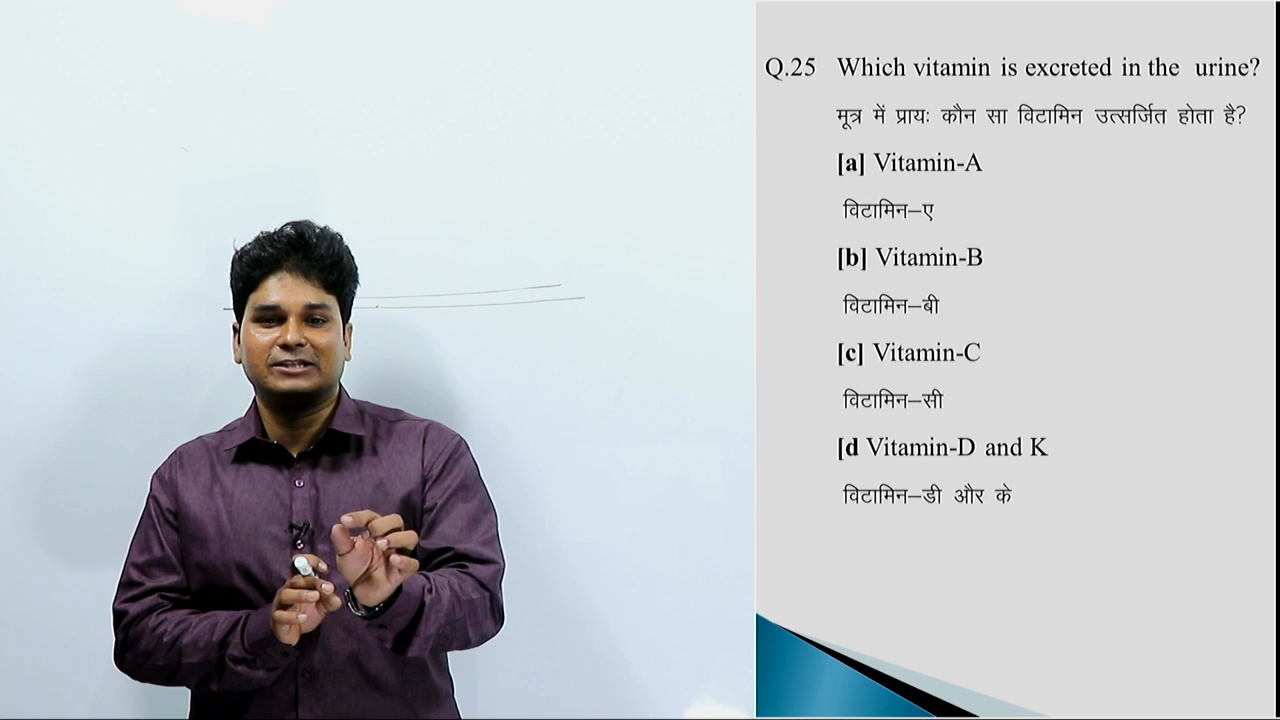 Q.25 Which vitamin is excreted in the urine?
मूत्र में प्रायः कौन सा विटामिन उत्सर्जित होता है?
[a] Vitamin-A
विटामिन–ए
[b] Vitamin-B
विटामिन–बी
[c] Vitamin-C
विटामिन–सी
[d Vitamin-D and K
विटामिन–डी और के